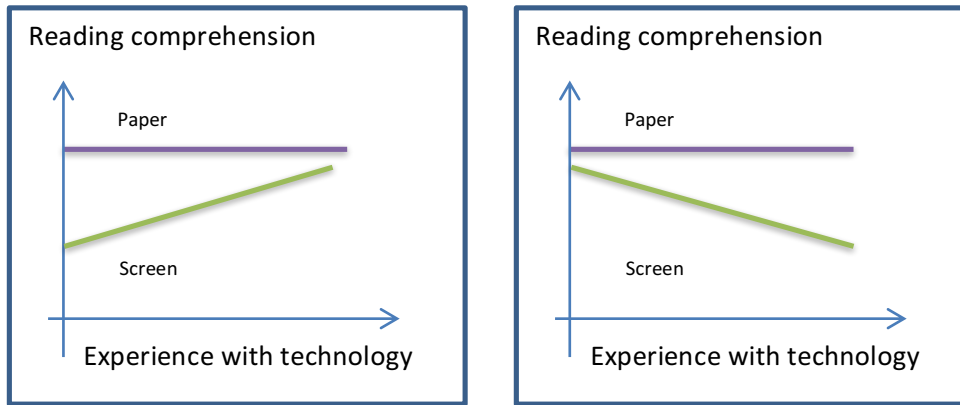 Reading comprehension
Paper
Screen
Experience with technology
Reading comprehension
Paper
Screen
Experience with technology